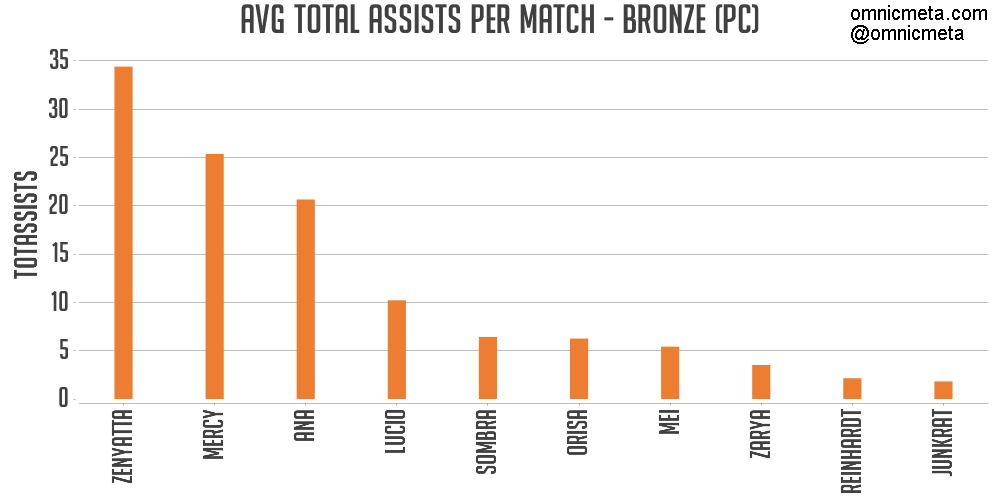 AVG TOTAL ASSISTS PER MATCH - BRONZE (PC)
omnicmeta.com
@omnicmeta
TOTASSISTS
35
30
25
20
15
10
5
0
ZENYATTA
MERCY
ANA
LUCIO
SOMBRA
ORISA
MEI
ZARYA
REINHARDT
JUNKRAT